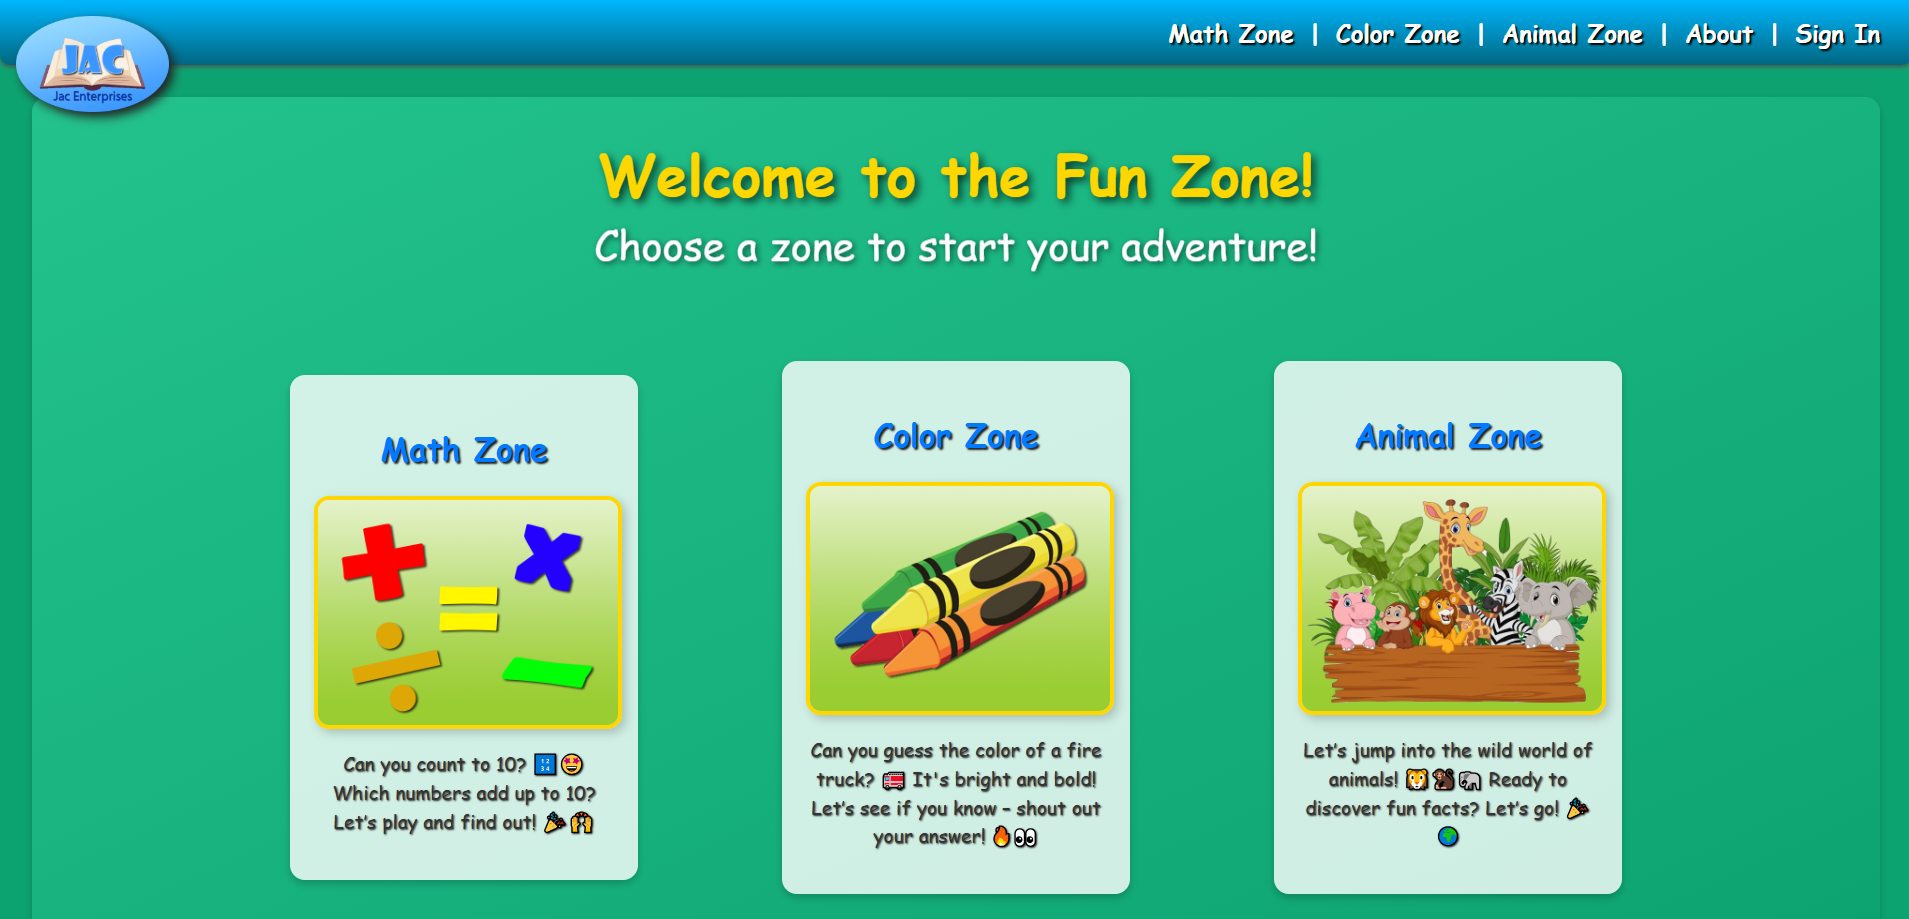 JAC
Jac Enterprises
Math Zone | Color Zone | Animal Zone | About | Sign In
Welcome to the Fun Zone!
Choose a zone to start your adventure!
Math Zone
Can you count to 10? 🔢🤩
Which numbers add up to 10?
Let's play and find out! 🎉🙌
Color Zone
Can you guess the color of a fire
truck? 🚒 It's bright and bold!
Let's see if you know – shout out
your answer! 🔥👀
Animal Zone
Let's jump into the wild world of
animals! 🦁🐒🐘 Ready to
discover fun facts? Let's go! 🎉
🌍